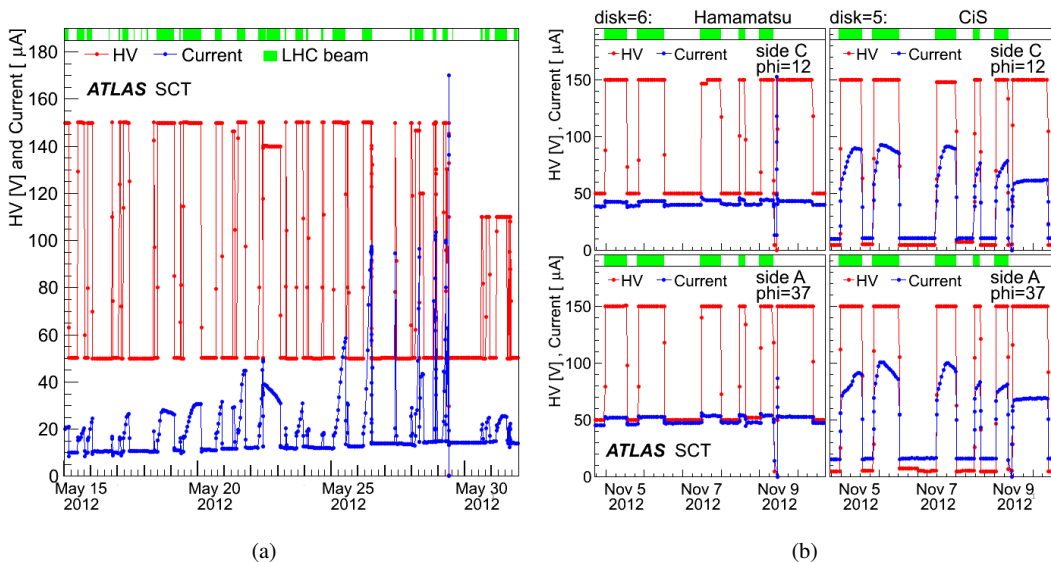 HV Current LHC beam
ATLAS SCT
HV [V] and Current [ μA]
180
160
140
120
100
80
60
40
20
0
May 15 May 20 May 25 May 30
2012 2012 2012 2012
(a)
disk=6: Hamamatsu disk=5: CiS
HV Current side C phi=12
HV Current side C phi=12
HV [V] , Current [ μA]
150
100
50
0
HV Current side A phi=37
HV Current side A phi=37
HV [V] , Current [ μA]
150
100
50
0
ATLAS SCT
Nov 5 Nov 7 Nov 9 Nov 5 Nov 7 Nov 9
2012 2012 2012 2012 2012 2012
(b)